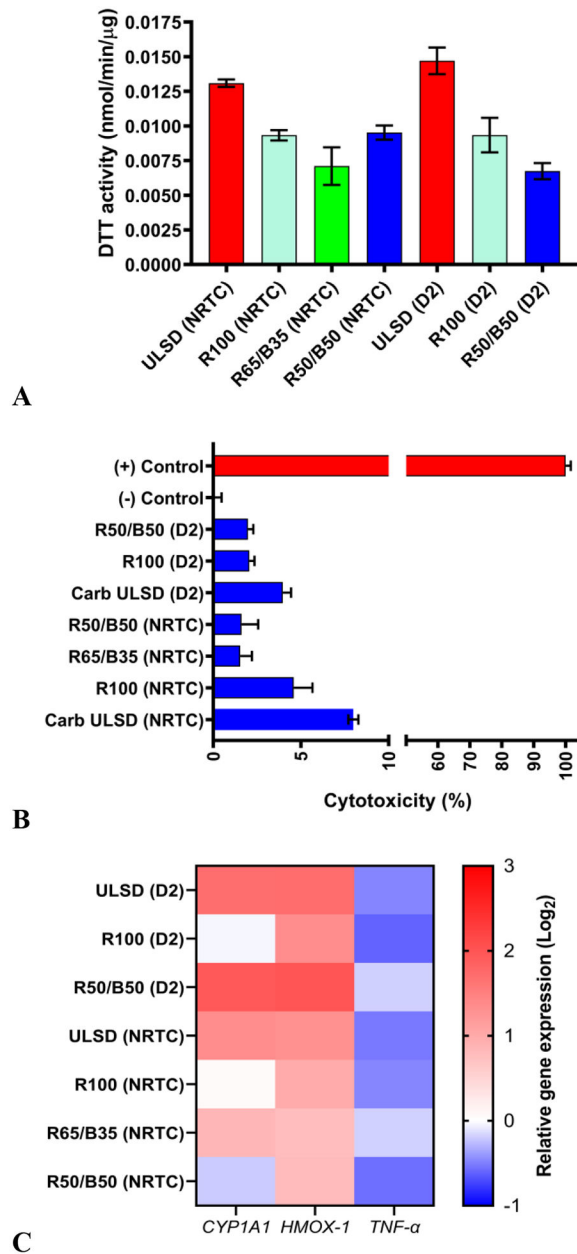 DTT activity (nmol/min/µg)
0.0175
0.0150
0.0125
0.0100
0.0075
0.0050
0.0025
0.0000
ULSD (NRTC)
R100 (NRTC)
R65/B35 (NRTC)
R50/B50 (NRTC)
ULSD (D2)
R100 (D2)
R50/B50 (D2)
A
(+) Control
(-) Control
R50/B50 (D2)
R100 (D2)
Carb ULSD (D2)
R50/B50 (NRTC)
R65/B35 (NRTC)
R100 (NRTC)
Carb ULSD (NRTC)
0 5 10 60 70 80 90 100
Cytotoxicity (%)
B
ULSD (D2)
R100 (D2)
R50/B50 (D2)
ULSD (NRTC)
R100 (NRTC)
R65/B35 (NRTC)
R50/B50 (NRTC)
CYP1A1 HMOX-1 TNF-α
3
2
1
0
-1
Relative gene expression (Log₂)
C